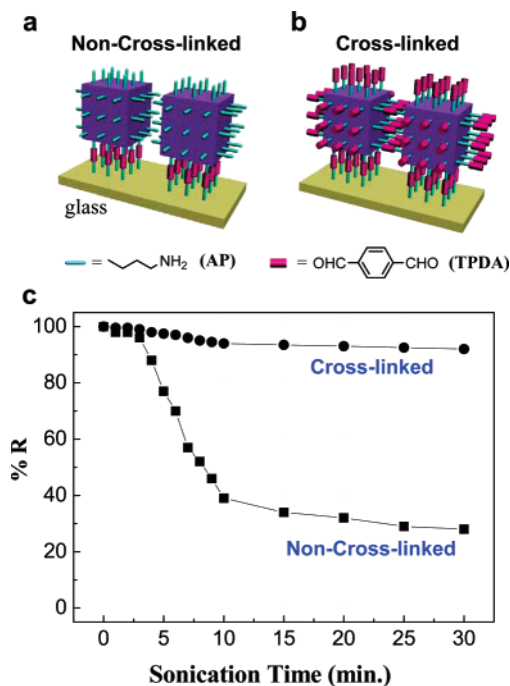 a
Non-Cross-linked
b
Cross-linked
glass
= NH₂ (AP)
= OHC CHO (TPDA)
c
100
80
60
40
20
0
% R
Cross-linked
Non-Cross-linked
0 5 10 15 20 25 30
Sonication Time (min.)